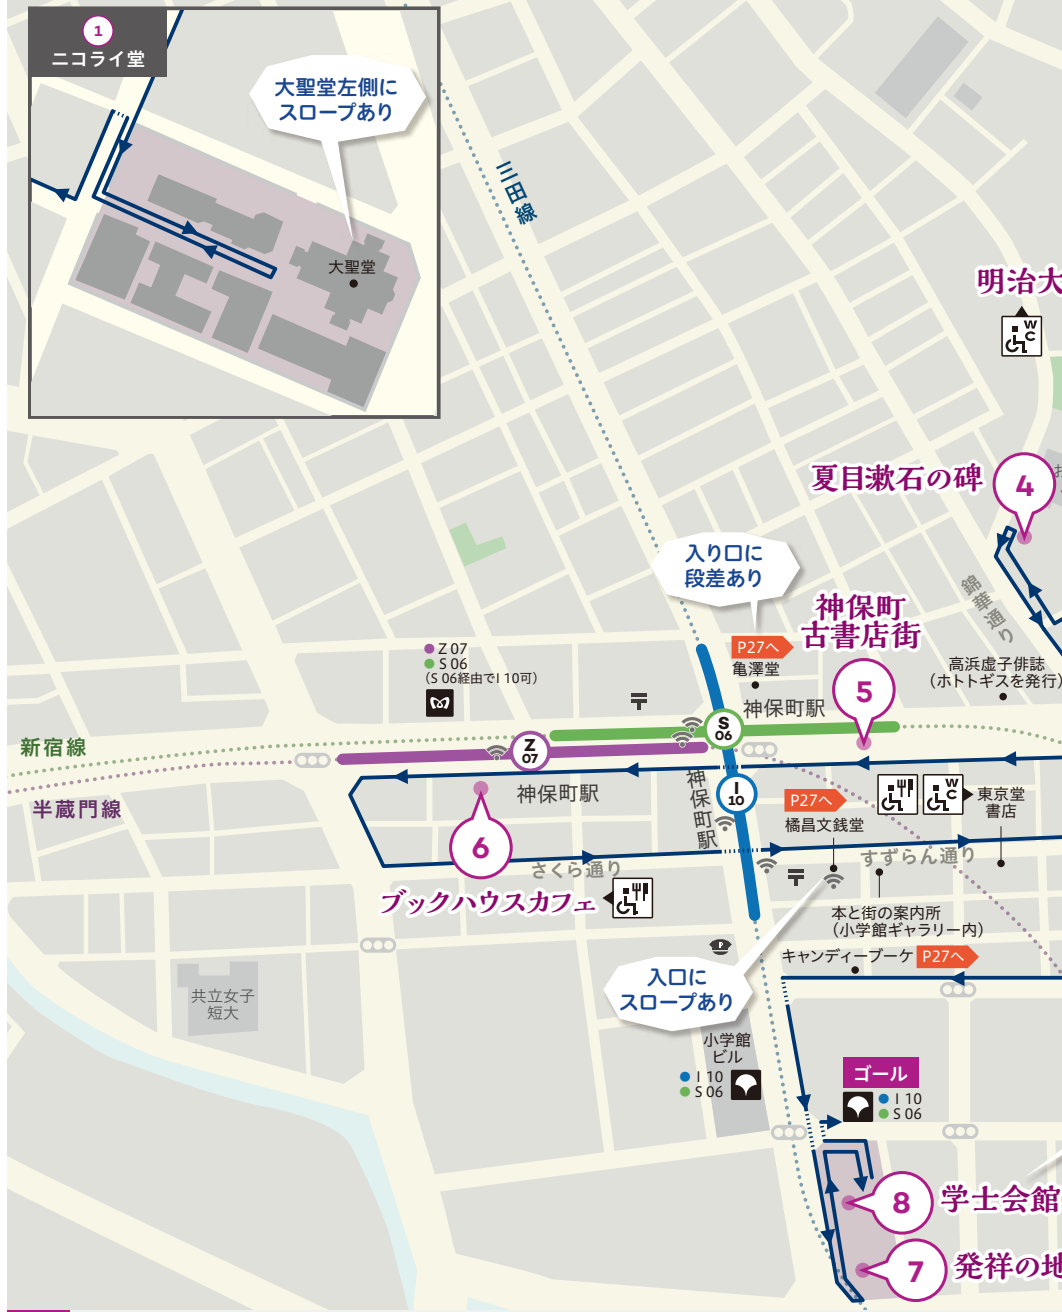 1
ニコライ堂
大聖堂左側に
スロープあり
大聖堂
三田線
明治大
WC
夏目漱石の碑
4
お
錦華通り
入り口に
段差あり
P27へ
亀澤堂
神保町
古書店街
5
高浜虚子俳誌
（ホトトギスを発行）
Z 07
S 06
（S 06経由でI 10可）
新宿線
半蔵門線
Z
07
S
06
神保町駅
I
10
神保町駅
神保町駅
6
ブックハウスカフェ
さくら通り
P27へ
橘昌文銭堂
WC
東京堂
書店
すずらん通り
本と街の案内所
（小学館ギャラリー内）
キャンディーブーケ
P27へ
入口に
スロープあり
P
共立女子
短大
小学館
ビル
I 10
S 06
ゴール
I 10
S 06
8
学士会館
7
発祥の地